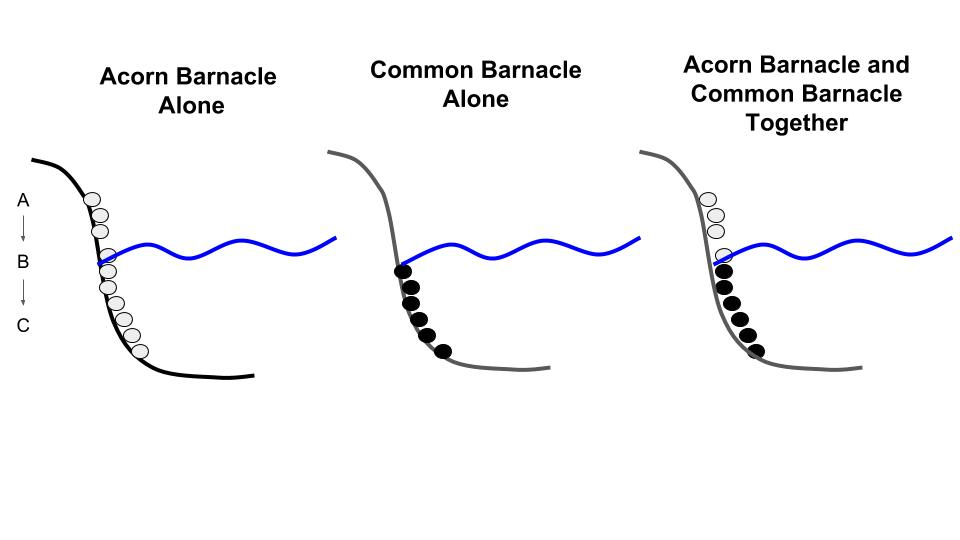 Acorn Barnacle
Alone
Common Barnacle
Alone
Acorn Barnacle and
Common Barnacle
Together
A
B
C